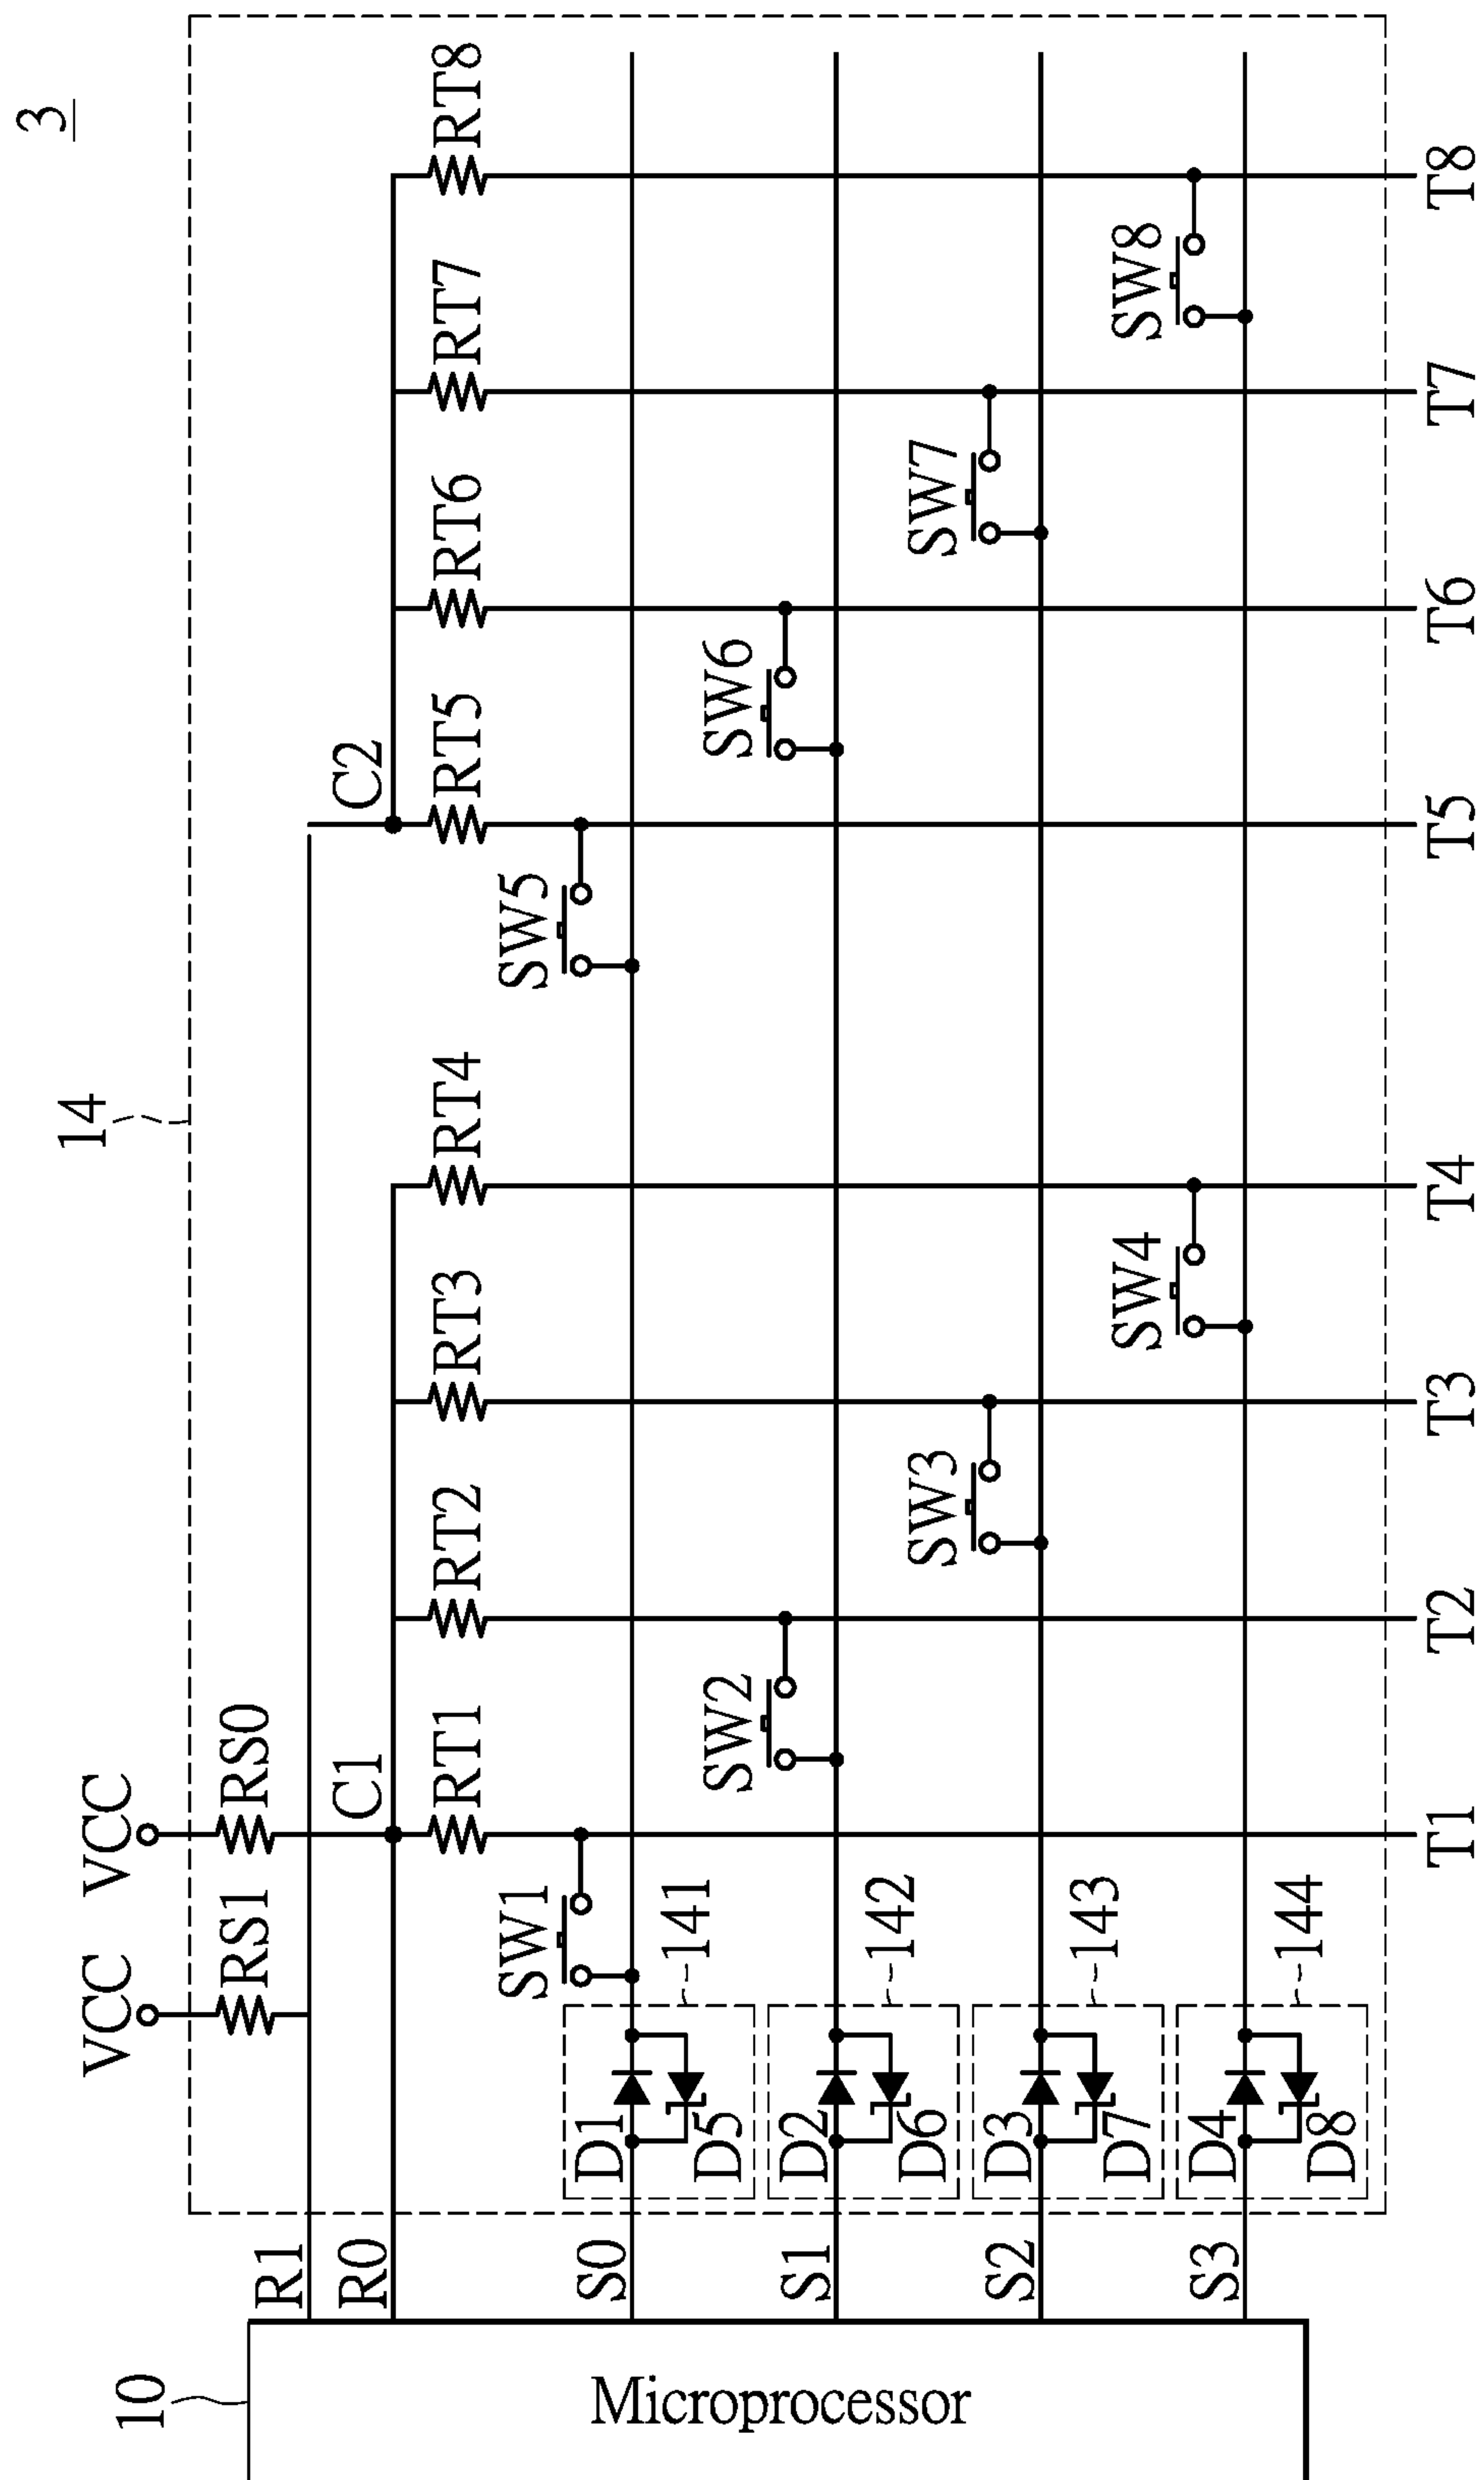 3
14
VCC
VCC
RS1
RS0
R1
C1
C2
R0
RT1
RT2
RT3
RT4
RT5
RT6
RT7
RT8
SW1
SW5
S0
D1
D5
141
SW2
SW6
S1
D2
D6
142
SW3
SW7
S2
D3
D7
143
SW4
SW8
S3
D4
D8
144
10
Microprocessor
T1
T2
T3
T4
T5
T6
T7
T8